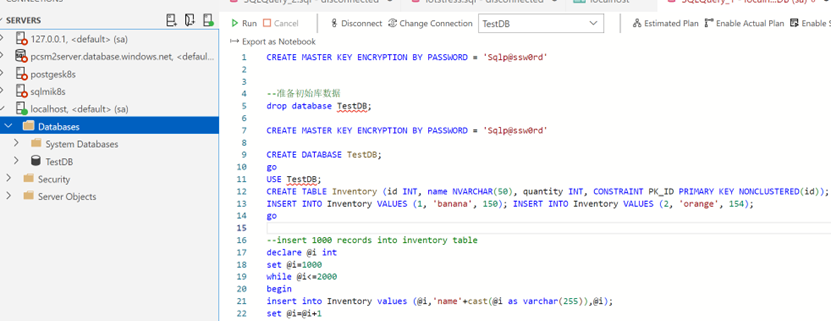 CONNECTIONS
SERVERS
127.0.0.1, <default> (sa)
pcsm2server.database.windows.net, <defau...
postgesk8s
sqlmik8s
localhost, <default> (sa)
Databases
System Databases
TestDB
Security
Server Objects
SQLQuery_2.sql - disconnected
iotstress.sql - disconnected
localhost
Run
Cancel
Disconnect
Change Connection
TestDB
Estimated Plan
Enable Actual Plan
Enable S
Export as Notebook
1 CREATE MASTER KEY ENCRYPTION BY PASSWORD = 'Sqlp@ssw0rd'
2
3
4 --准备初始库数据
5 drop database TestDB;
6
7 CREATE MASTER KEY ENCRYPTION BY PASSWORD = 'Sqlp@ssw0rd'
8
9 CREATE DATABASE TestDB;
10 go
11 USE TestDB;
12 CREATE TABLE Inventory (id INT, name NVARCHAR(50), quantity INT, CONSTRAINT PK_ID PRIMARY KEY NONCLUSTERED(id));
13 INSERT INTO Inventory VALUES (1, 'banana', 150); INSERT INTO Inventory VALUES (2, 'orange', 154);
14 go
15
16 --insert 1000 records into inventory table
17 declare @i int
18 set @i=1000
19 while @i<=2000
20 begin
21 insert into Inventory values (@i,'name'+cast(@i as varchar(255)),@i);
22 set @i=@i+1